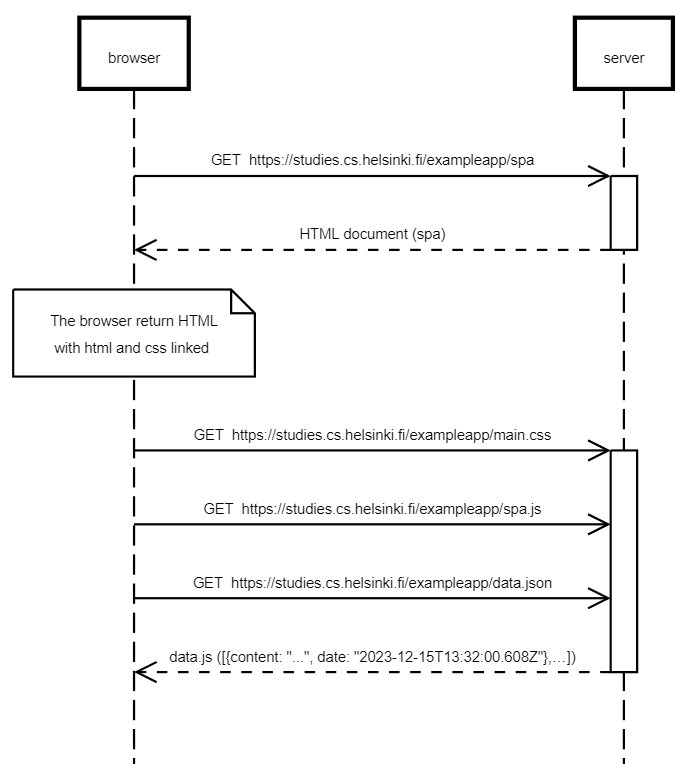 browser
server
GET https://studies.cs.helsinki.fi/exampleapp/spa
HTML document (spa)
The browser return HTML
with html and css linked
GET https://studies.cs.helsinki.fi/exampleapp/main.css
GET https://studies.cs.helsinki.fi/exampleapp/spa.js
GET https://studies.cs.helsinki.fi/exampleapp/data.json
data.js ([{content: "...", date: "2023-12-15T13:32:00.608Z"},…])